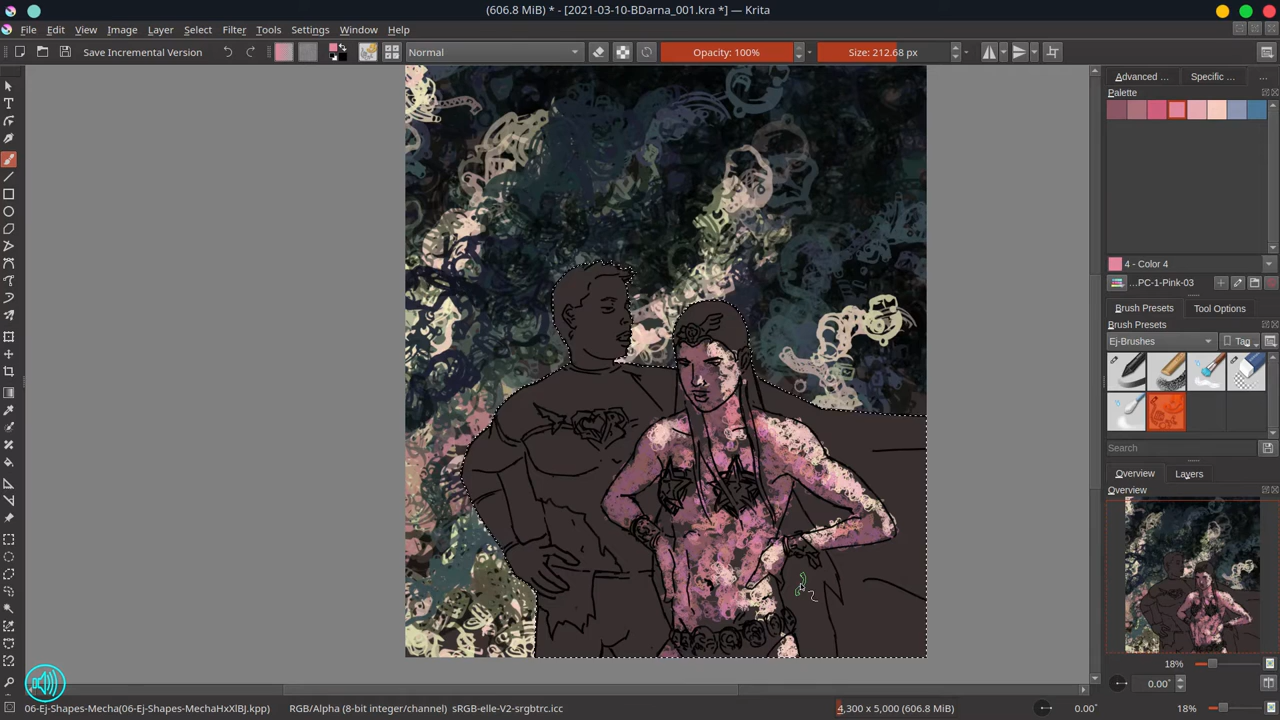 (606.8 MiB) * - [2021-03-10-BDarna_001.kra *] — Krita
File Edit View Image Layer Select Filter Tools Settings Window Help
Save Incremental Version Normal Opacity: 100% Size: 212.68 px
Advanced ... Specific ... ...
Palette
4 - Color 4
...PC-1-Pink-03
Brush Presets Tool Options
Brush Presets
Ej-Brushes Tag
Search
Overview Layers
Overview
18%
0.00°
06-Ej-Shapes-Mecha(06-Ej-MechaHxXlBJ.kpp) RGB/Alpha (8-bit integer/channel) sRGB-elle-V2-srgbtrc.icc 4,300 x 5,000 (606.8 MiB) 0.00° 18%